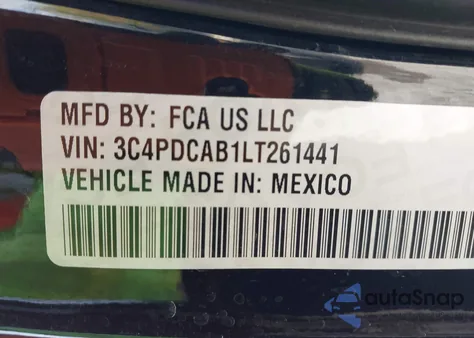 MFD BY: FCA US LLC
VIN: 3C4PDCAB1LT261441
VEHICLE MADE IN: MEXICO
autoSnap